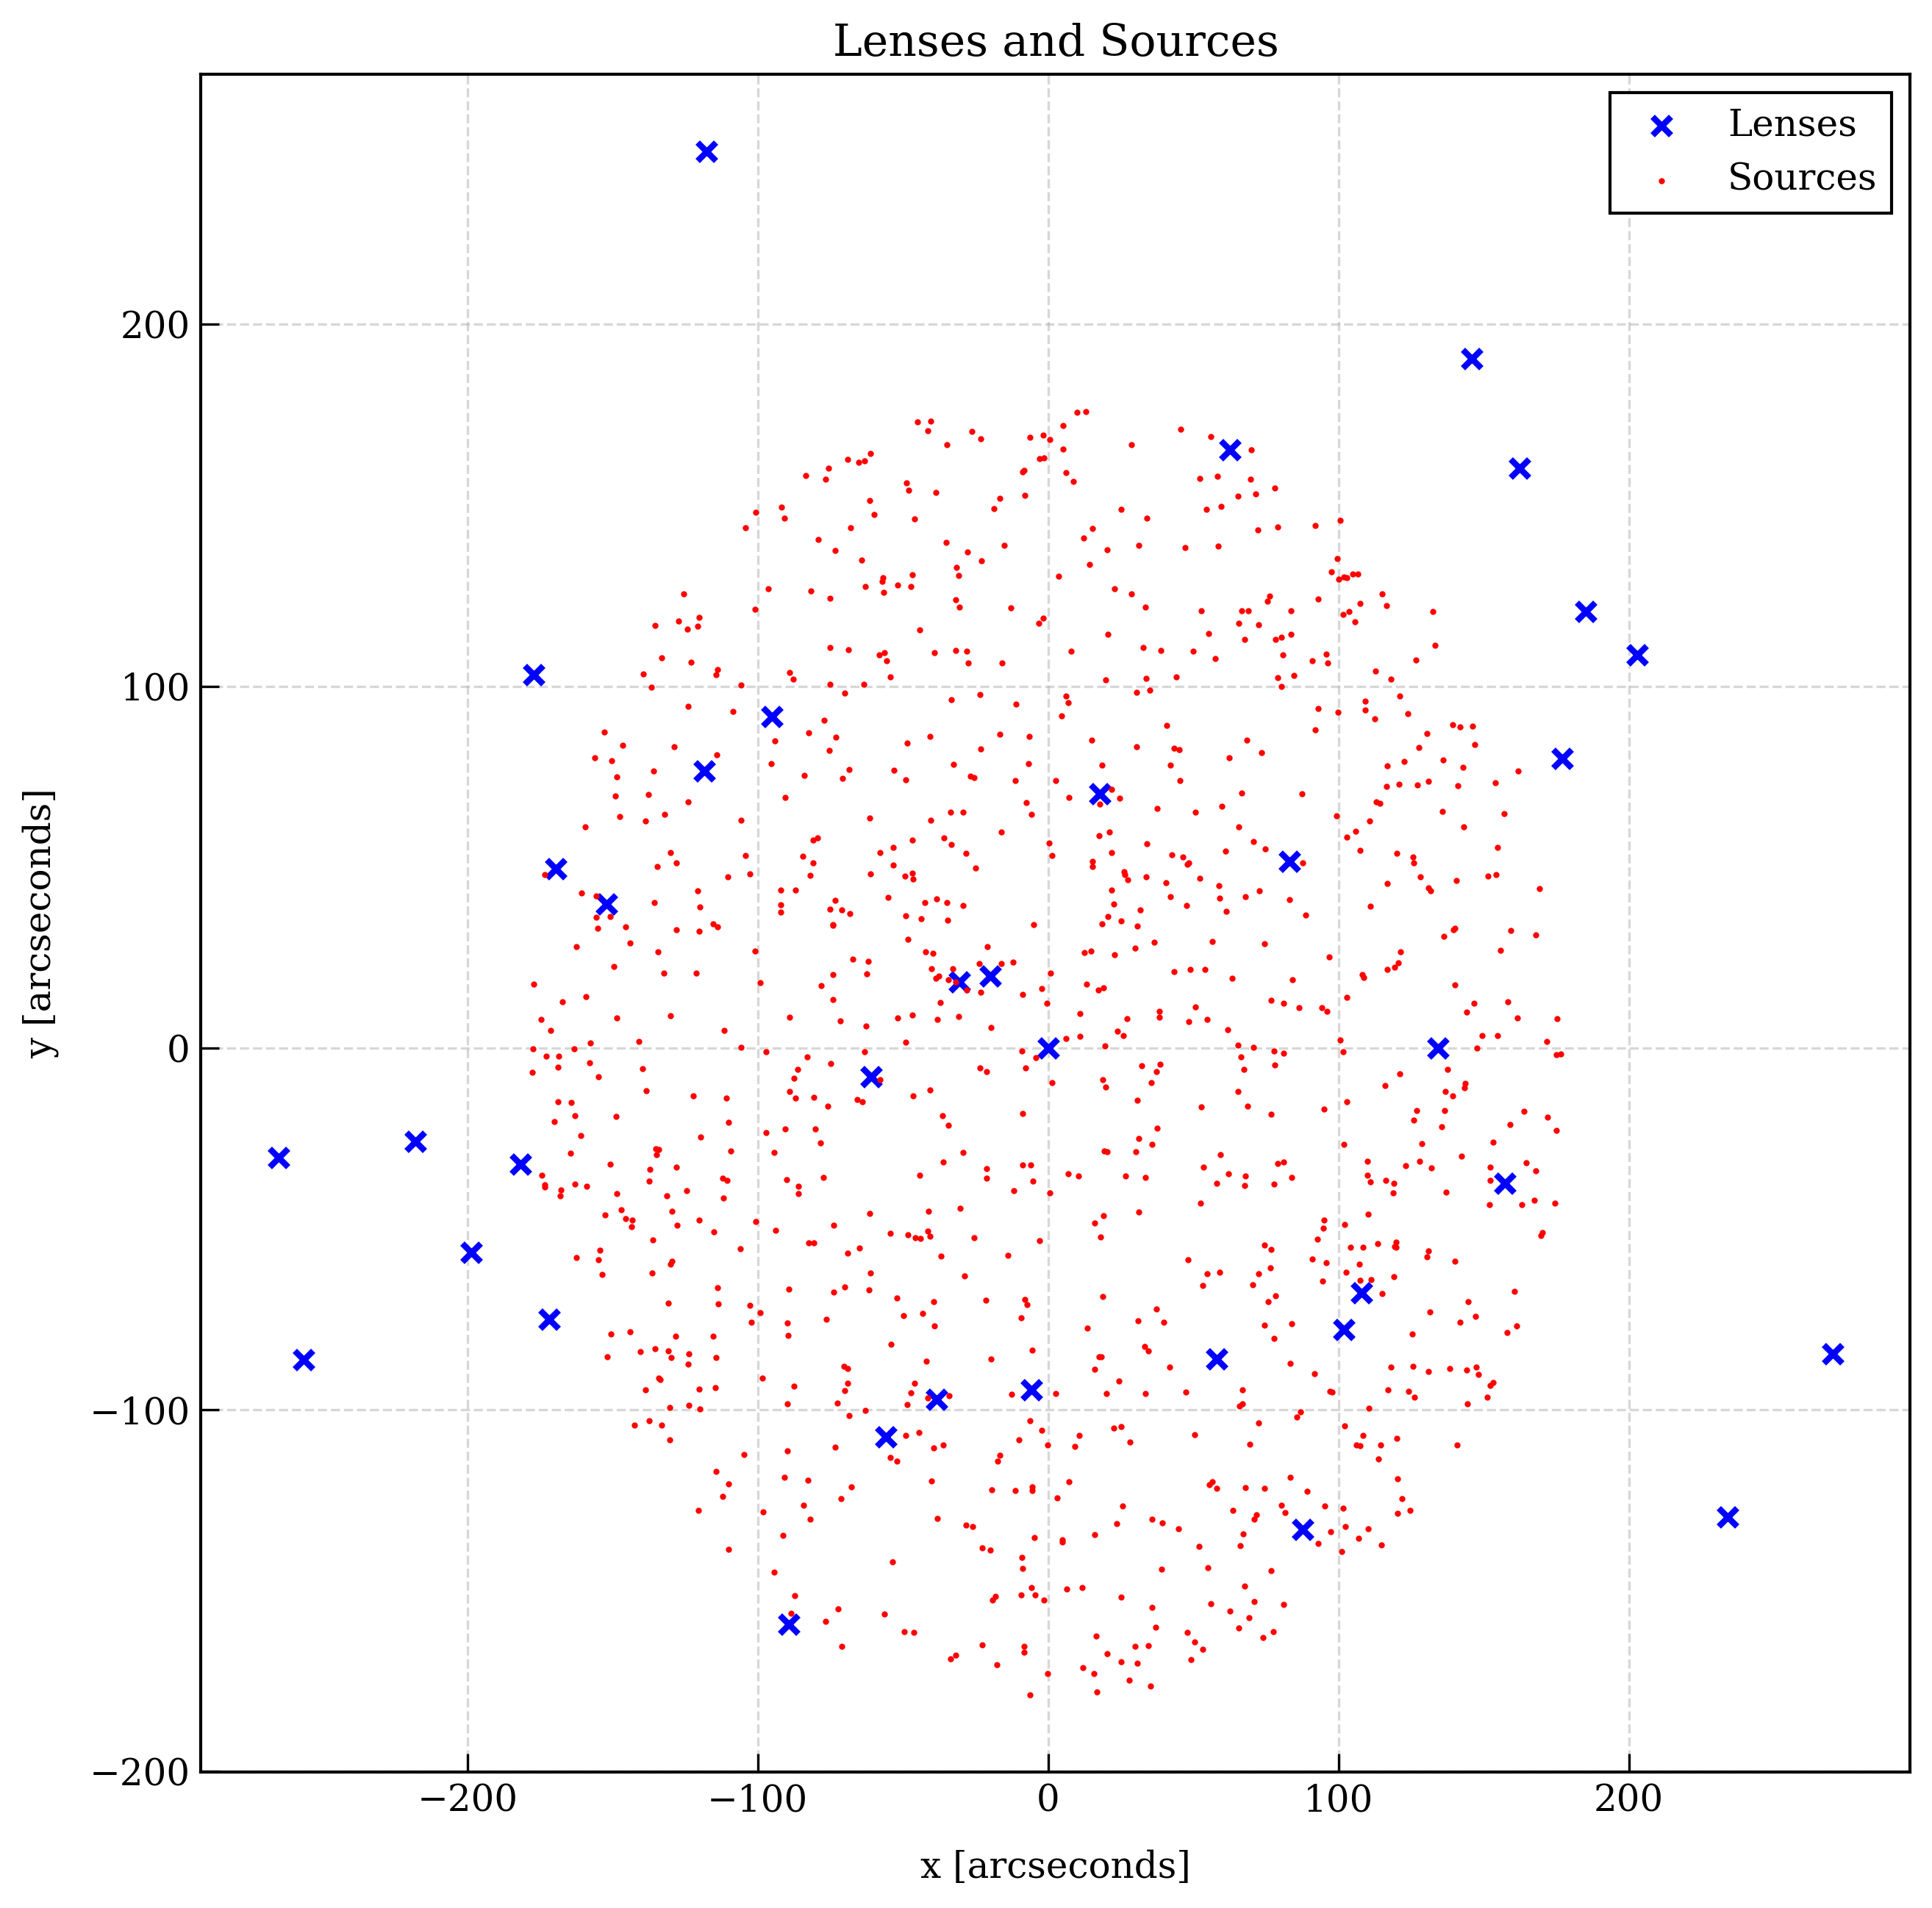 Lenses and Sources
Lenses
Sources
200
100
0
−100
−200
y [arcseconds]
−200
−100
0
100
200
x [arcseconds]